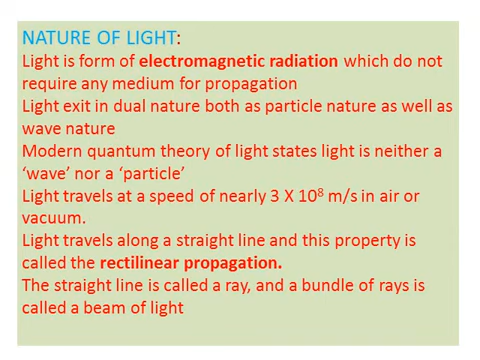 NATURE OF LIGHT:
Light is form of electromagnetic radiation which do not
require any medium for propagation
Light exit in dual nature both as particle nature as well as
wave nature
Modern quantum theory of light states light is neither a
‘wave’ nor a ‘particle’
Light travels at a speed of nearly 3 X 10⁸ m/s in air or
vacuum.
Light travels along a straight line and this property is
called the rectilinear propagation.
The straight line is called a ray, and a bundle of rays is
called a beam of light